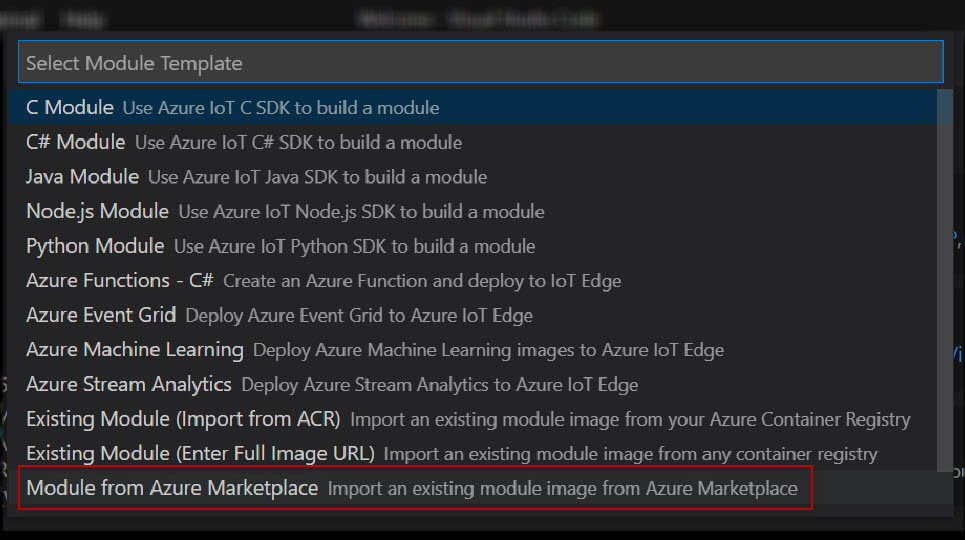 Select Module Template
C Module Use Azure IoT C SDK to build a module
C# Module Use Azure IoT C# SDK to build a module
Java Module Use Azure IoT Java SDK to build a module
Node.js Module Use Azure IoT Node.js SDK to build a module
Python Module Use Azure IoT Python SDK to build a module
Azure Functions - C# Create an Azure Function and deploy to IoT Edge
Azure Event Grid Deploy Azure Event Grid to Azure IoT Edge
Azure Machine Learning Deploy Azure Machine Learning images to Azure IoT Edge
Azure Stream Analytics Deploy Azure Stream Analytics to Azure IoT Edge
Existing Module (Import from ACR) Import an existing module image from your Azure Container Registry
Existing Module (Enter Full Image URL) Import an existing module image from any container registry
Module from Azure Marketplace Import an existing module image from Azure Marketplace